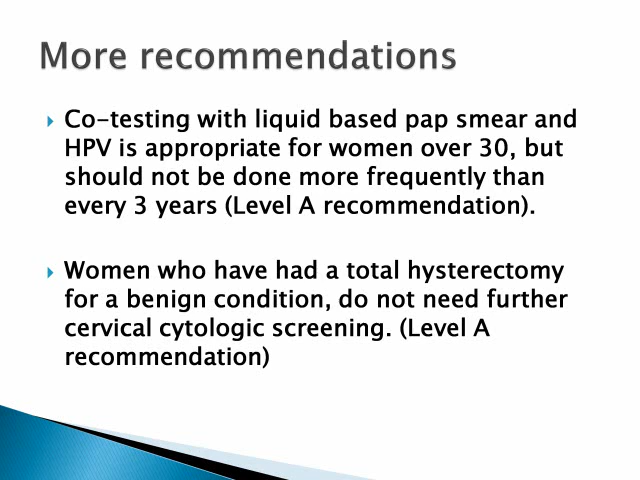 More recommendations
Co-testing with liquid based pap smear and
HPV is appropriate for women over 30, but
should not be done more frequently than
every 3 years (Level A recommendation).
Women who have had a total hysterectomy
for a benign condition, do not need further
cervical cytologic screening. (Level A
recommendation)